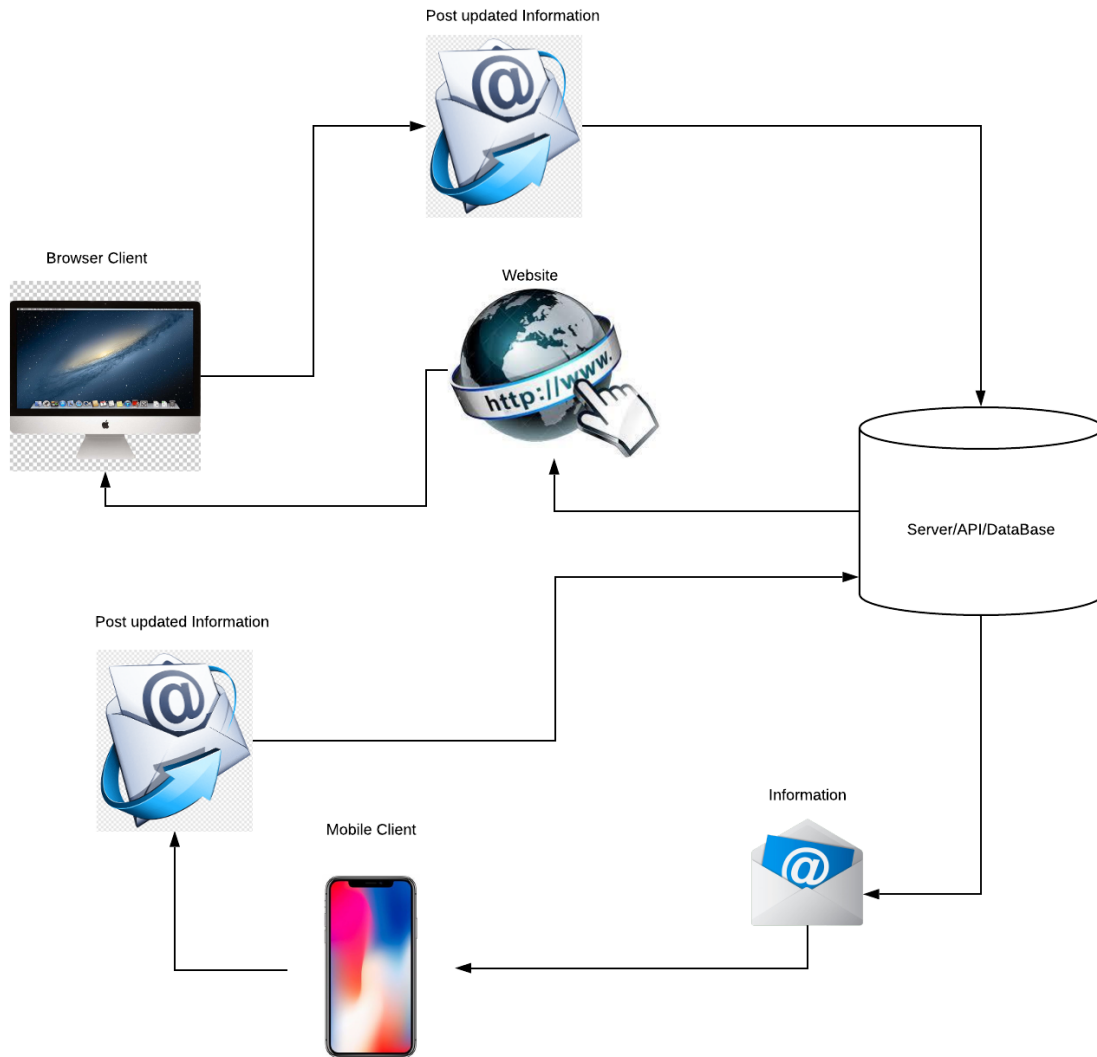 Post updated Information
@
Browser Client
Website
http://www.
Server/API/DataBase
Post updated Information
@
Information
@
Mobile Client